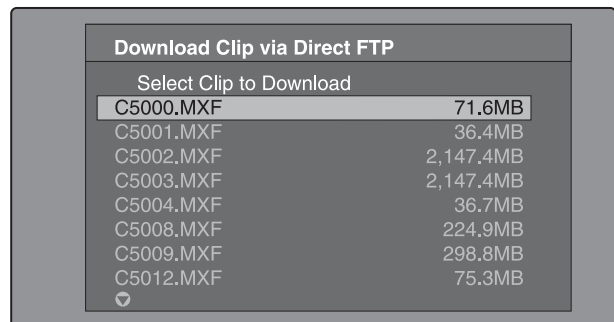 Download Clip via Direct FTP
Select Clip to Download
C5000.MXF 71.6MB
C5001.MXF 36.4MB
C5002.MXF 2,147.4MB
C5003.MXF 2,147.4MB
C5004.MXF 36.7MB
C5008.MXF 224.9MB
C5009.MXF 298.8MB
C5012.MXF 75.3MB